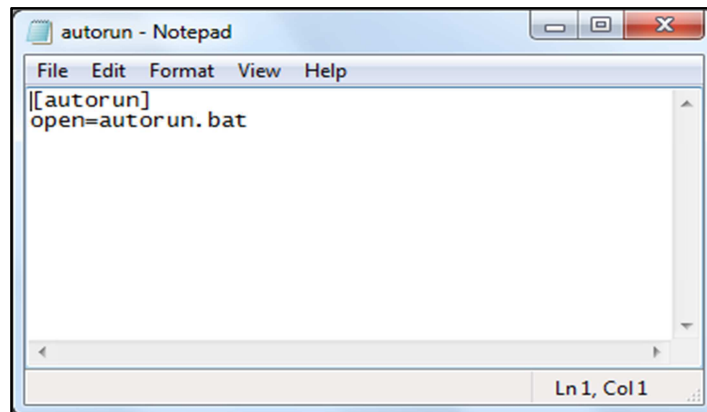 autorun - Notepad
File Edit Format View Help
[autorun]
open=autorun.bat
Ln 1, Col 1